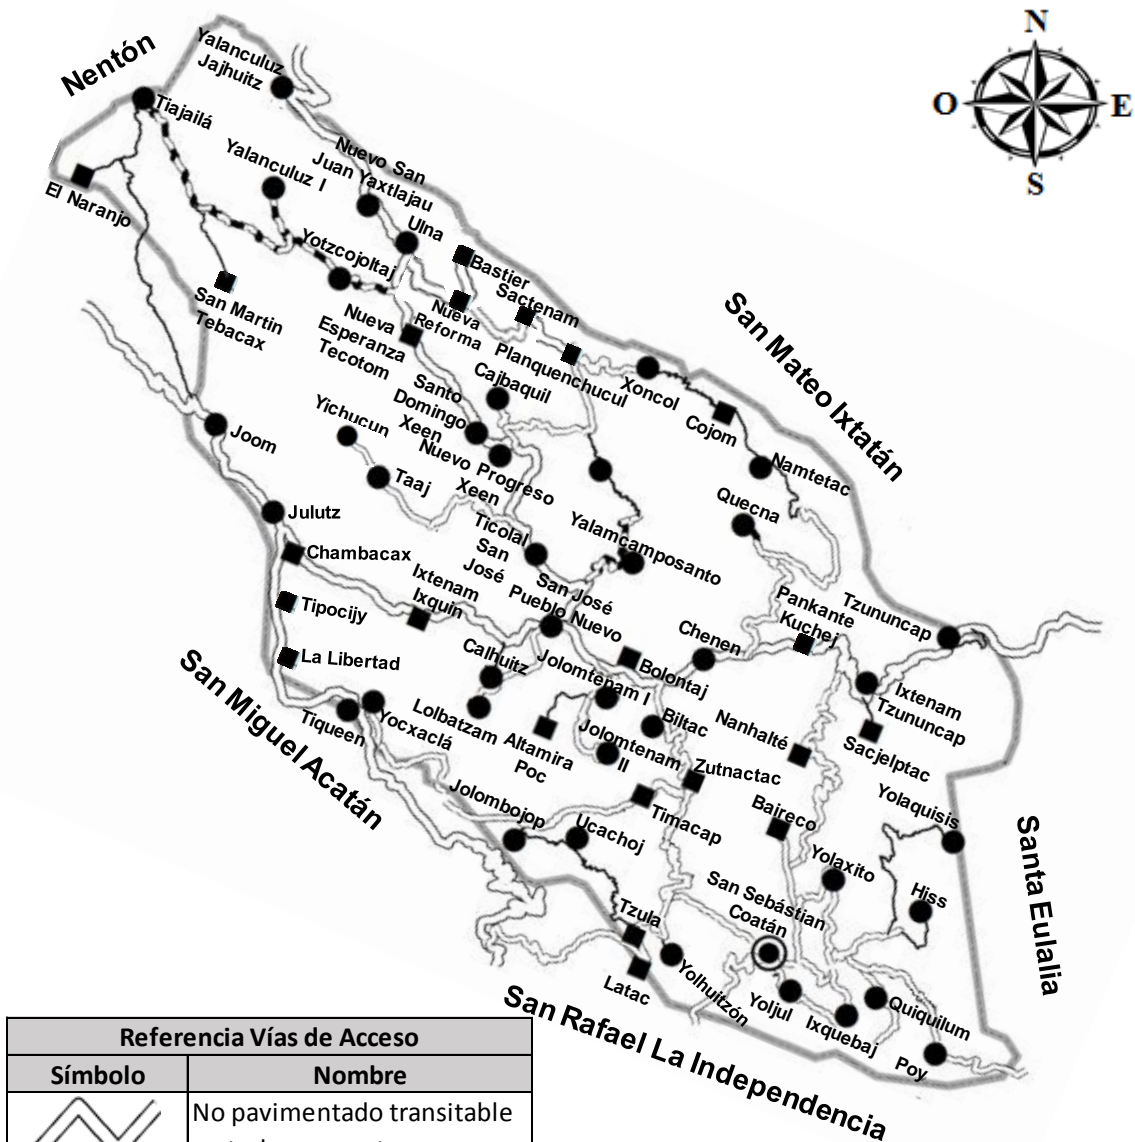 N
O
E
S
Nentón
Yalanculuz
Jajhuitz
Tiajailá
Nuevo San
Juan Yaxtlajau
Yalanculuz I
El Naranjo
Ulna
Yotzcojoltaj
Bastier
Sactenam
San Martin
Tebacax
Nueva
Reforma
Nueva
Esperanza
Tecotom
Planquenchucul
San Mateo Ixtatán
Xoncol
Cojom
Cajbaquil
Santo
Domingo
Xeen
Yichucun
Joom
Nuevo Progreso
Xeen
Taaj
Namtetac
Quecna
Julutz
Ticolal
San
José
Yalamcamposanto
Chambacax
Ixtenam
Ixquin
San José
Pueblo Nuevo
Pankante
Kuchej
Tzununcap
Tipocijy
La Libertad
Calhuitz
Chenen
Bolontaj
Jolomtenam I
Ixtenam
Tzununcap
San Miguel Acatán
Tiqueen
Yocxaclá
Lolbatzam
Altamira
Poc
Jolomtenam
II
Biltac
Nanhalté
Sacjelptac
Zutnactac
Jolombojop
Ucachoj
Timacap
Baireco
Yolaquisis
Santa Eulalia
Yolaxito
Hiss
San Sebástian
Coatán
Tzula
Latac
Yolhuitzón
Yoljul
Ixquebaj
Quiquilum
Poy
San Rafael La Independencia
Referencia Vías de Acceso
Símbolo
Nombre
No pavimentado transitable